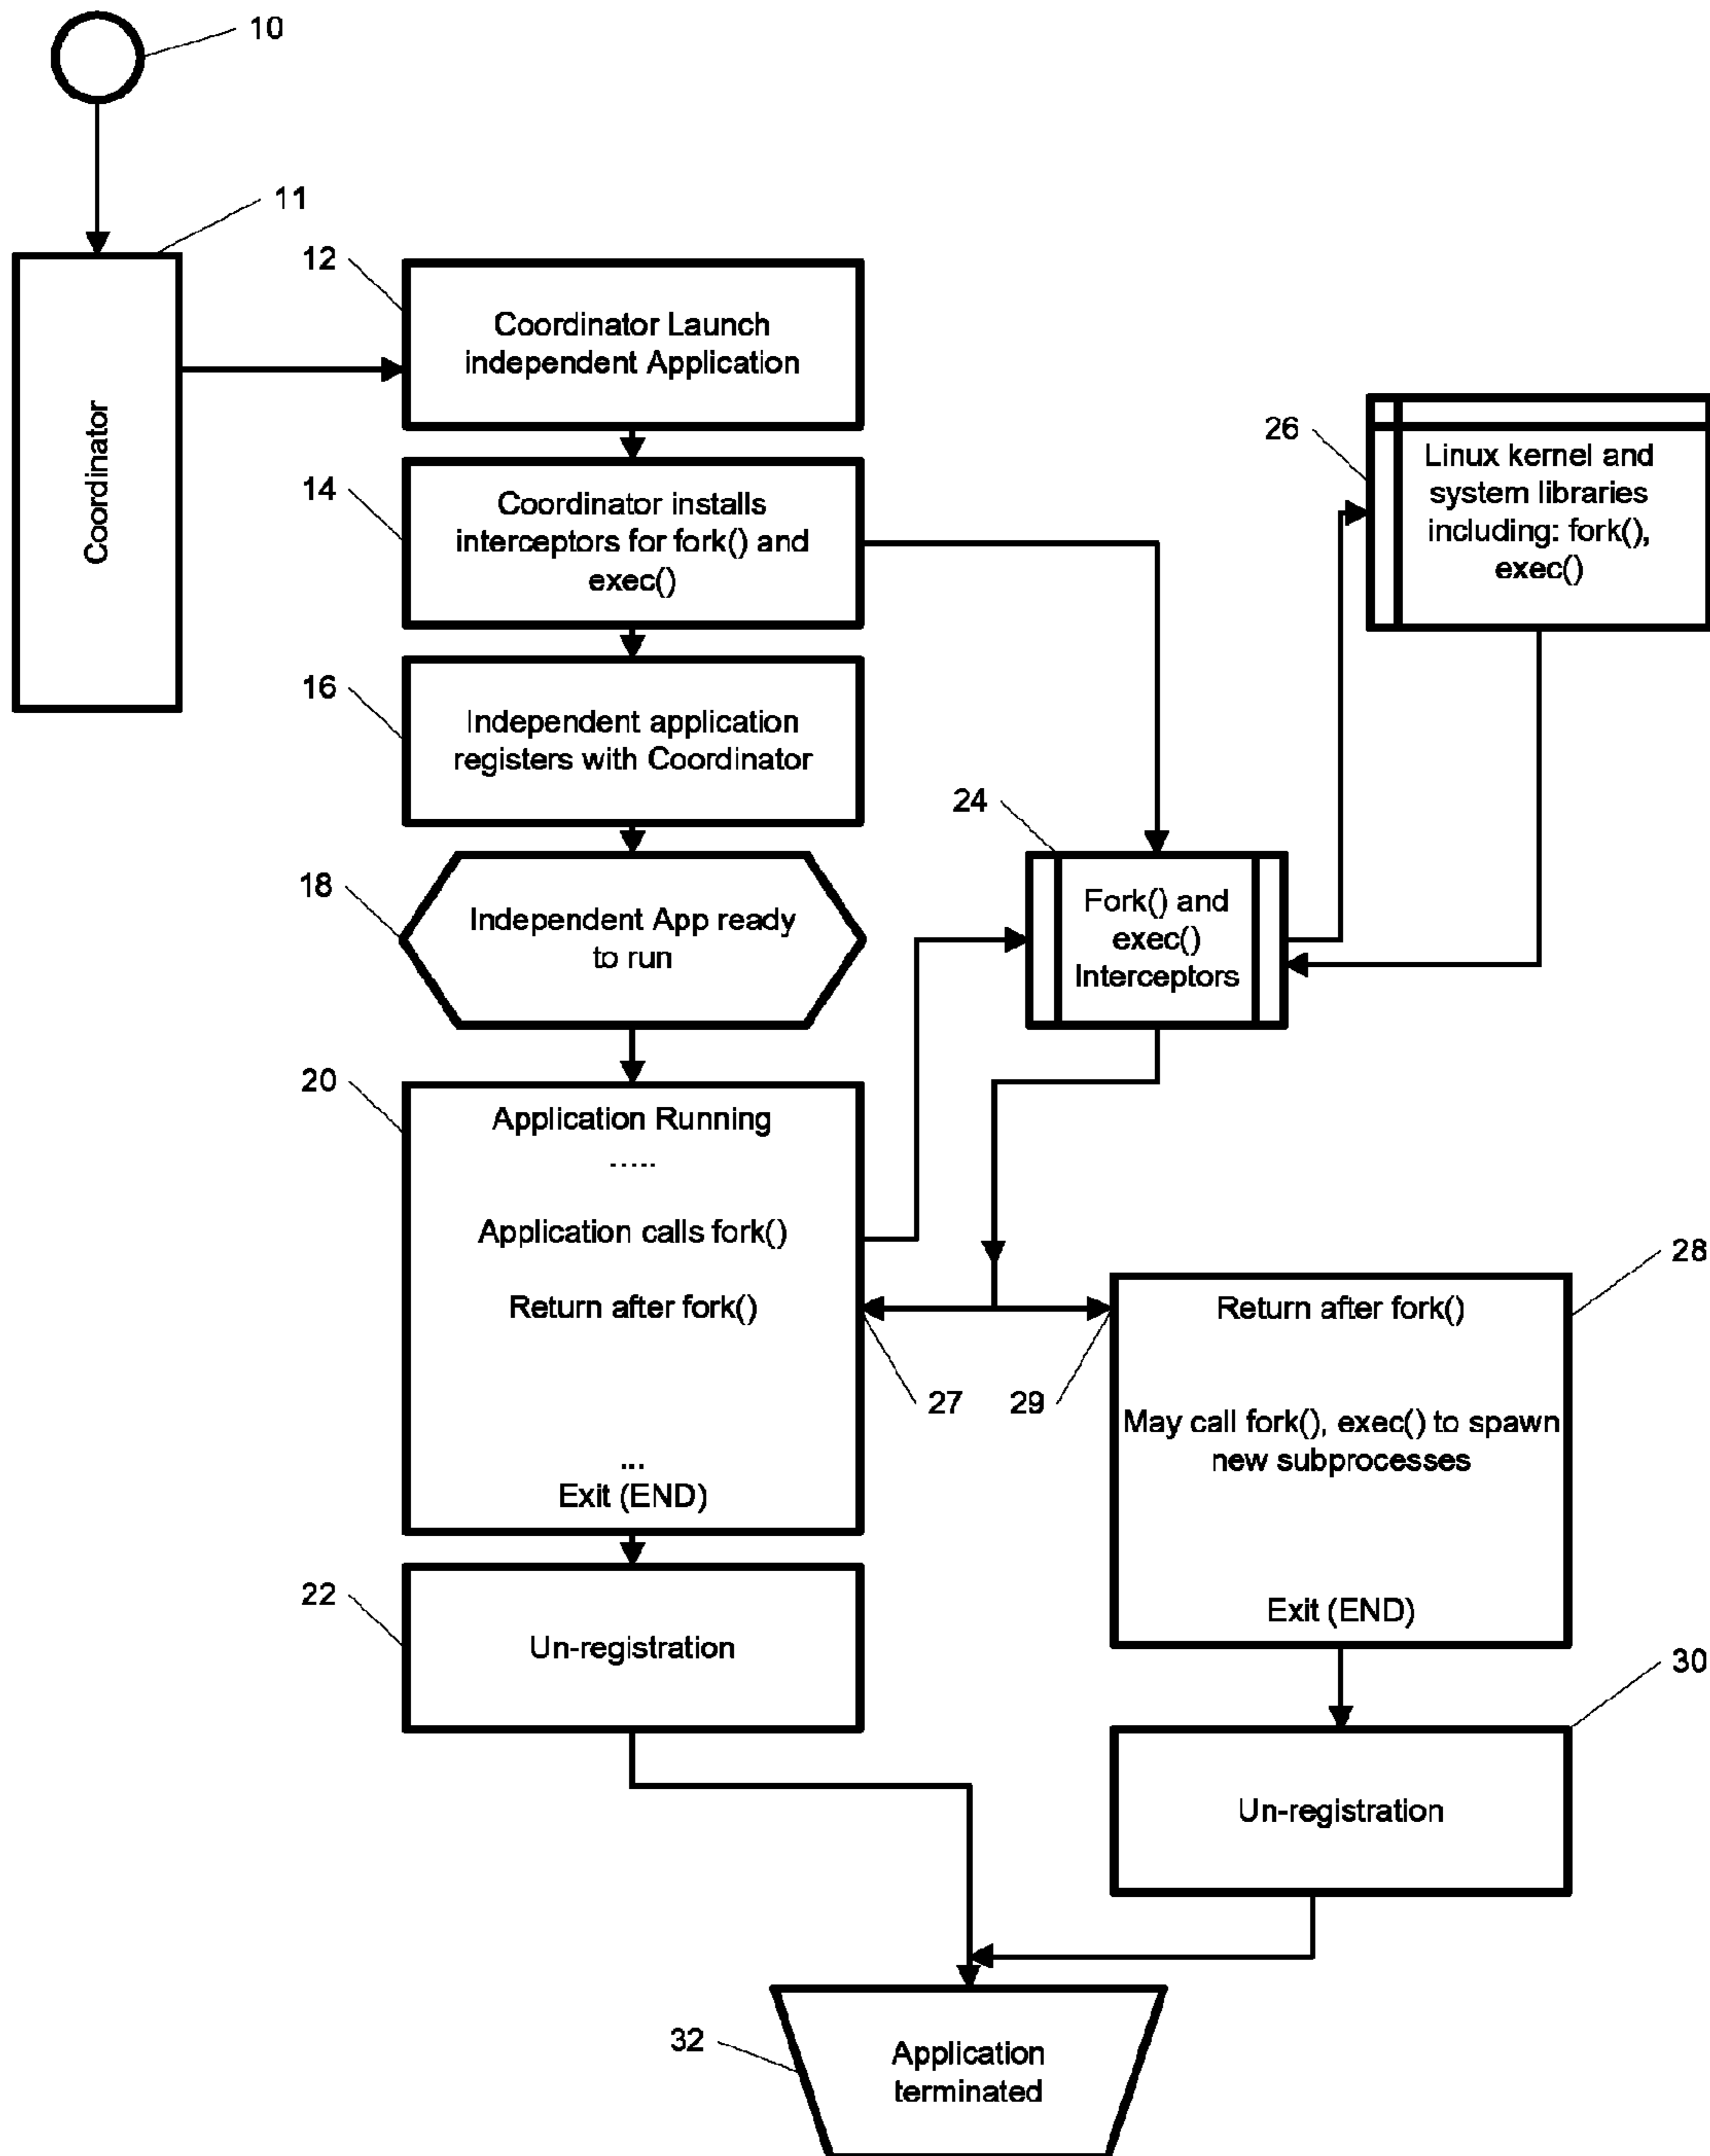 10
11
Coordinator
12
Coordinator Launch
independent Application
14
Coordinator installs
interceptors for fork() and
exec()
16
Independent application
registers with Coordinator
18
Independent App ready
to run
20
Application Running
.....
Application calls fork()
Return after fork()
...
Exit (END)
22
Un-registration
24
Fork() and
exec()
Interceptors
26
Linux kernel and
system libraries
including: fork(),
exec()
27
29
28
Return after fork()
May call fork(), exec() to spawn
new subprocesses
Exit (END)
30
Un-registration
32
Application
terminated